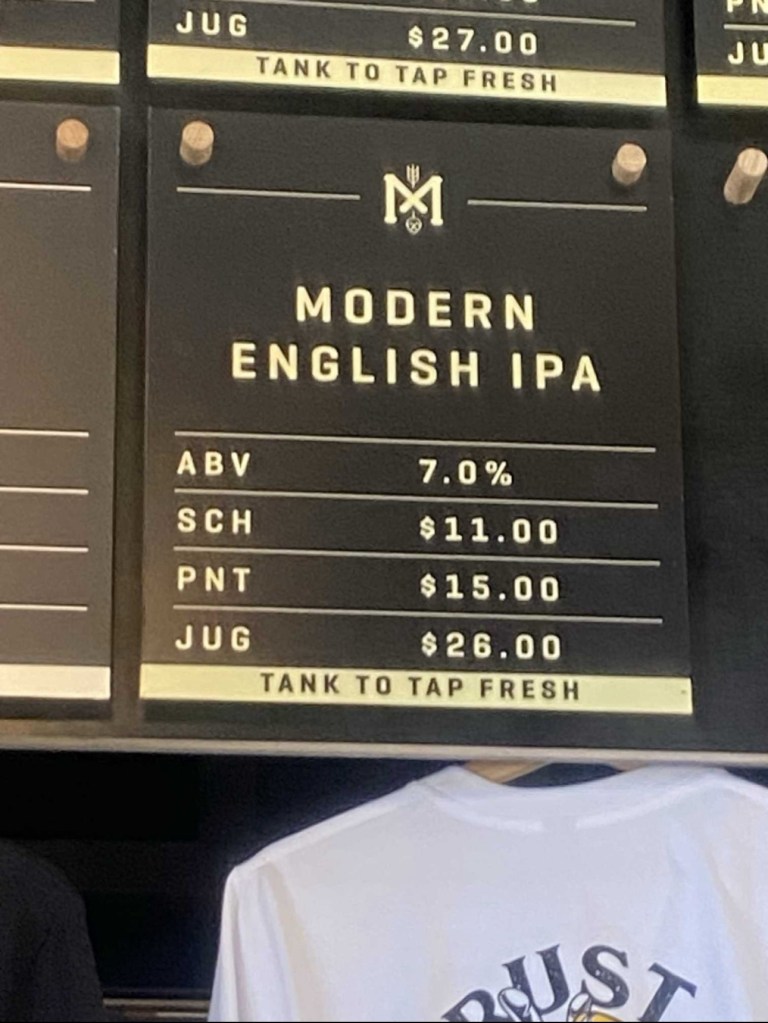 JUG $27.00
TANK TO TAP FRESH
M
MODERN
ENGLISH IPA
ABV 7.0%
SCH $11.00
PNT $15.00
JUG $26.00
TANK TO TAP FRESH